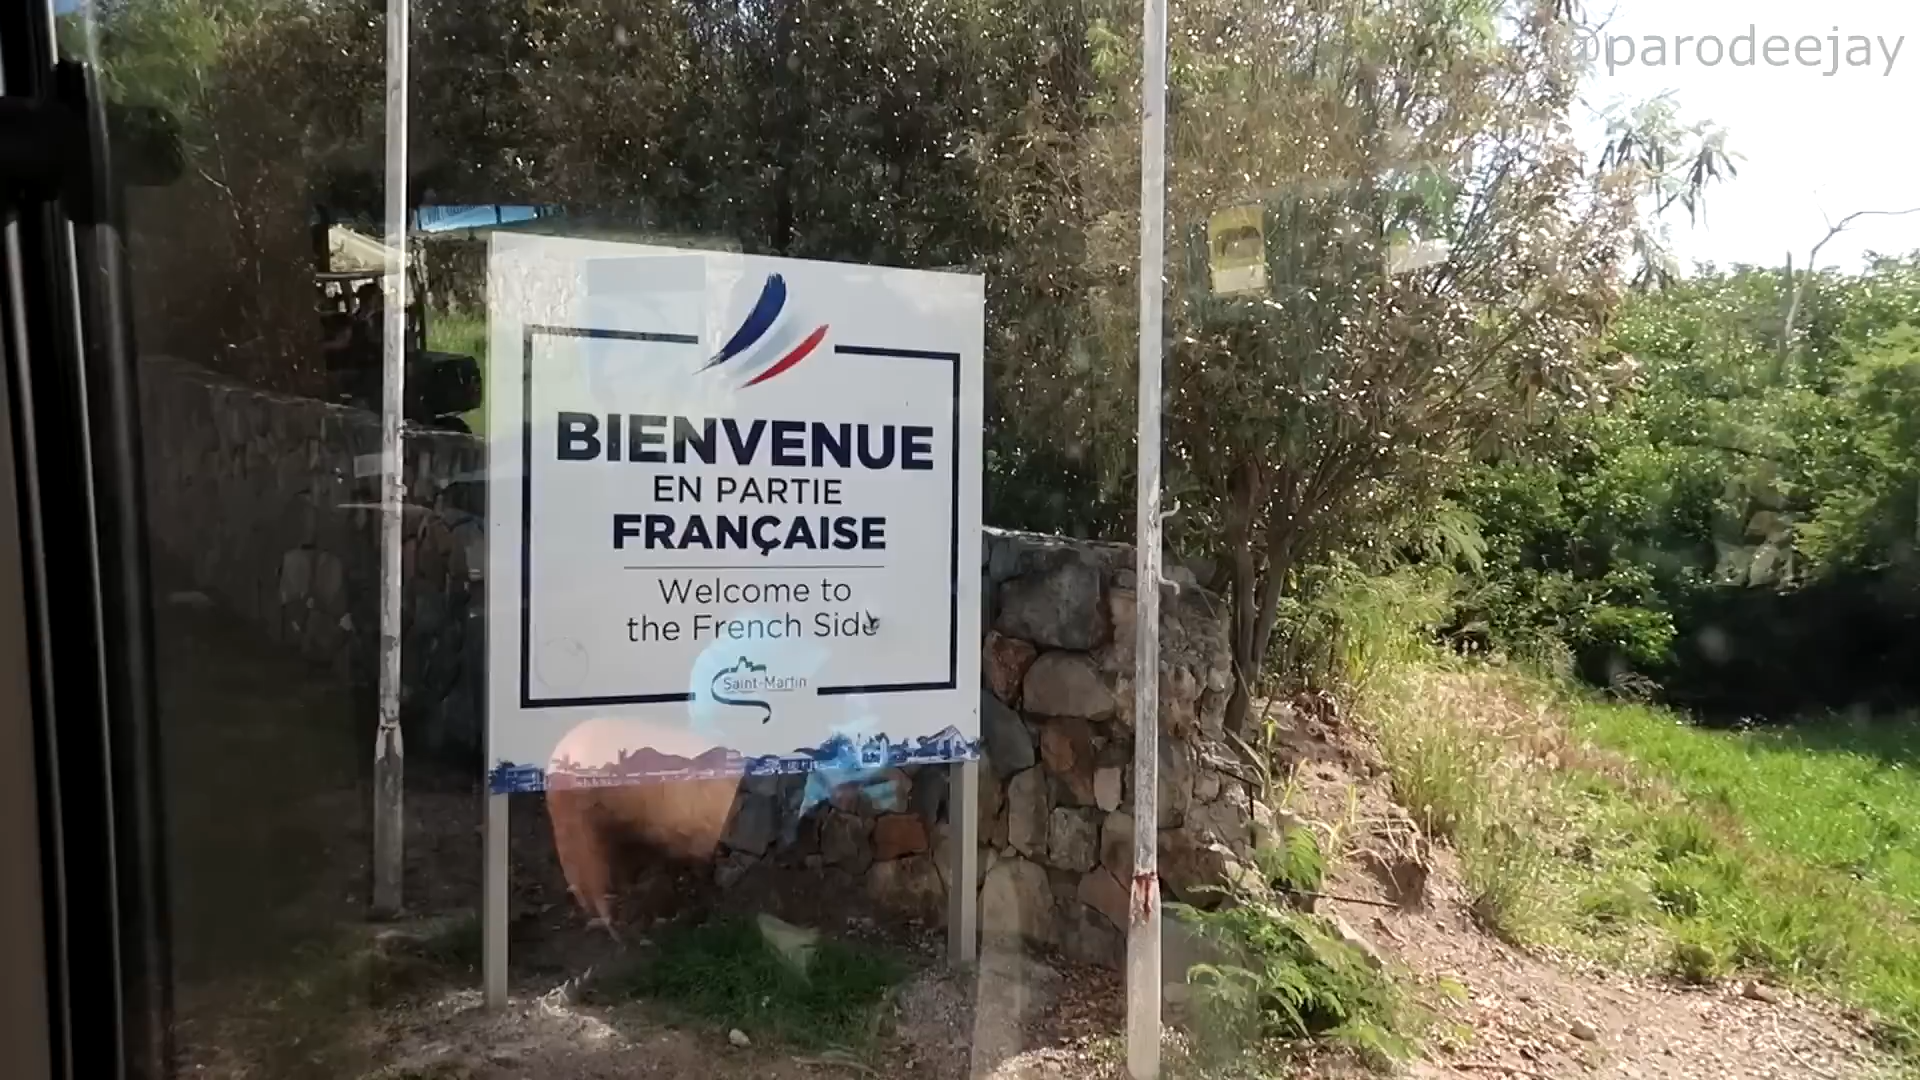 @parodeejay
BIENVENUE
EN PARTIE
FRANÇAISE
Welcome to
the French Side
Saint-Martin